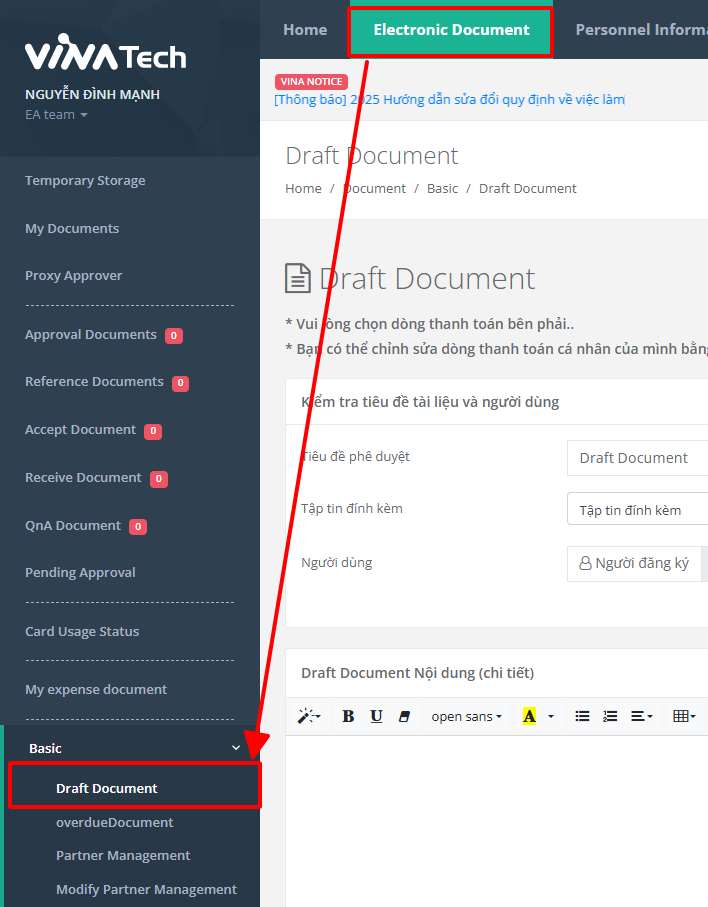 Home
Electronic Document
Personnel Informa
ViNATech
NGUYỄN ĐÌNH MẠNH
EA team
VINA NOTICE
[Thông báo] 2025 Hướng dẫn sửa đổi quy định về việc làm
Draft Document
Home / Document / Basic / Draft Document
Temporary Storage
My Documents
Proxy Approver
Approval Documents 0
Reference Documents 0
Accept Document 0
Receive Document 0
QnA Document 0
Pending Approval
Card Usage Status
My expense document
Basic
Draft Document
overdueDocument
Partner Management
Modify Partner Management
Draft Document
* Vui lòng chọn dòng thanh toán bên phải..
* Bạn có thể chỉnh sửa dòng thanh toán cá nhân của mình bằng
Kiểm tra tiêu đề tài liệu và người dùng
Tiêu đề phê duyệt
Draft Document
Tập tin đính kèm
Tập tin đính kèm
Người dùng
Người đăng ký
Draft Document Nội dung (chi tiết)
B U open sans A